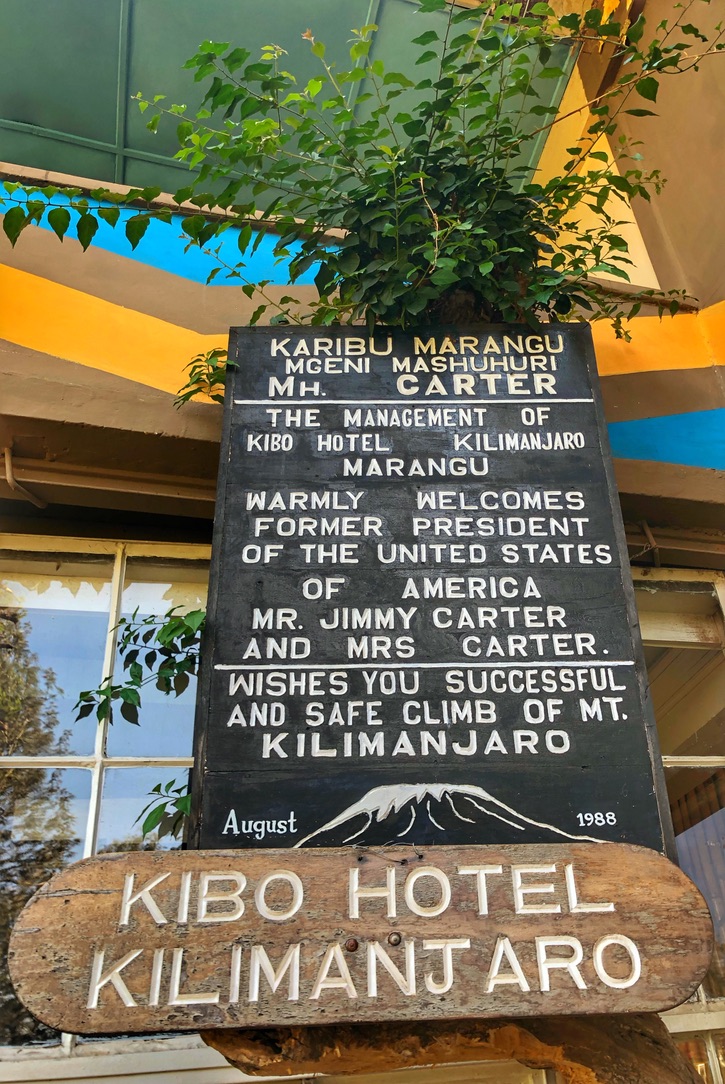 KARIBU MARANGU
MGENI MASHUHURI
MH. CARTER
THE MANAGEMENT OF
KIBO HOTEL KILIMANJARO
MARANGU
WARMLY WELCOMES
FORMER PRESIDENT
OF THE UNITED STATES
OF AMERICA
MR. JIMMY CARTER
AND MRS CARTER.
WISHES YOU SUCCESSFUL
AND SAFE CLIMB OF MT.
KILIMANJARO
August 1988
KIBO HOTEL
KILIMANJARO